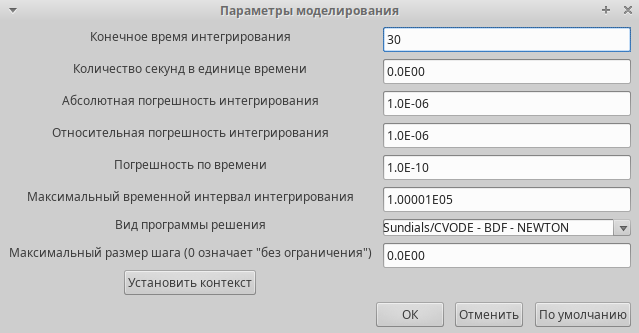 Параметры моделирования
Конечное время интегрирования 30
Количество секунд в единице времени 0.0E00
Абсолютная погрешность интегрирования 1.0E-06
Относительная погрешность интегрирования 1.0E-06
Погрешность по времени 1.0E-10
Максимальный временной интервал интегрирования 1.00001E05
Вид программы решения Sundials/CVODE - BDF - NEWTON
Максимальный размер шага (0 означает "без ограничения") 0.0E00
Установить контекст
ОК Отменить По умолчанию